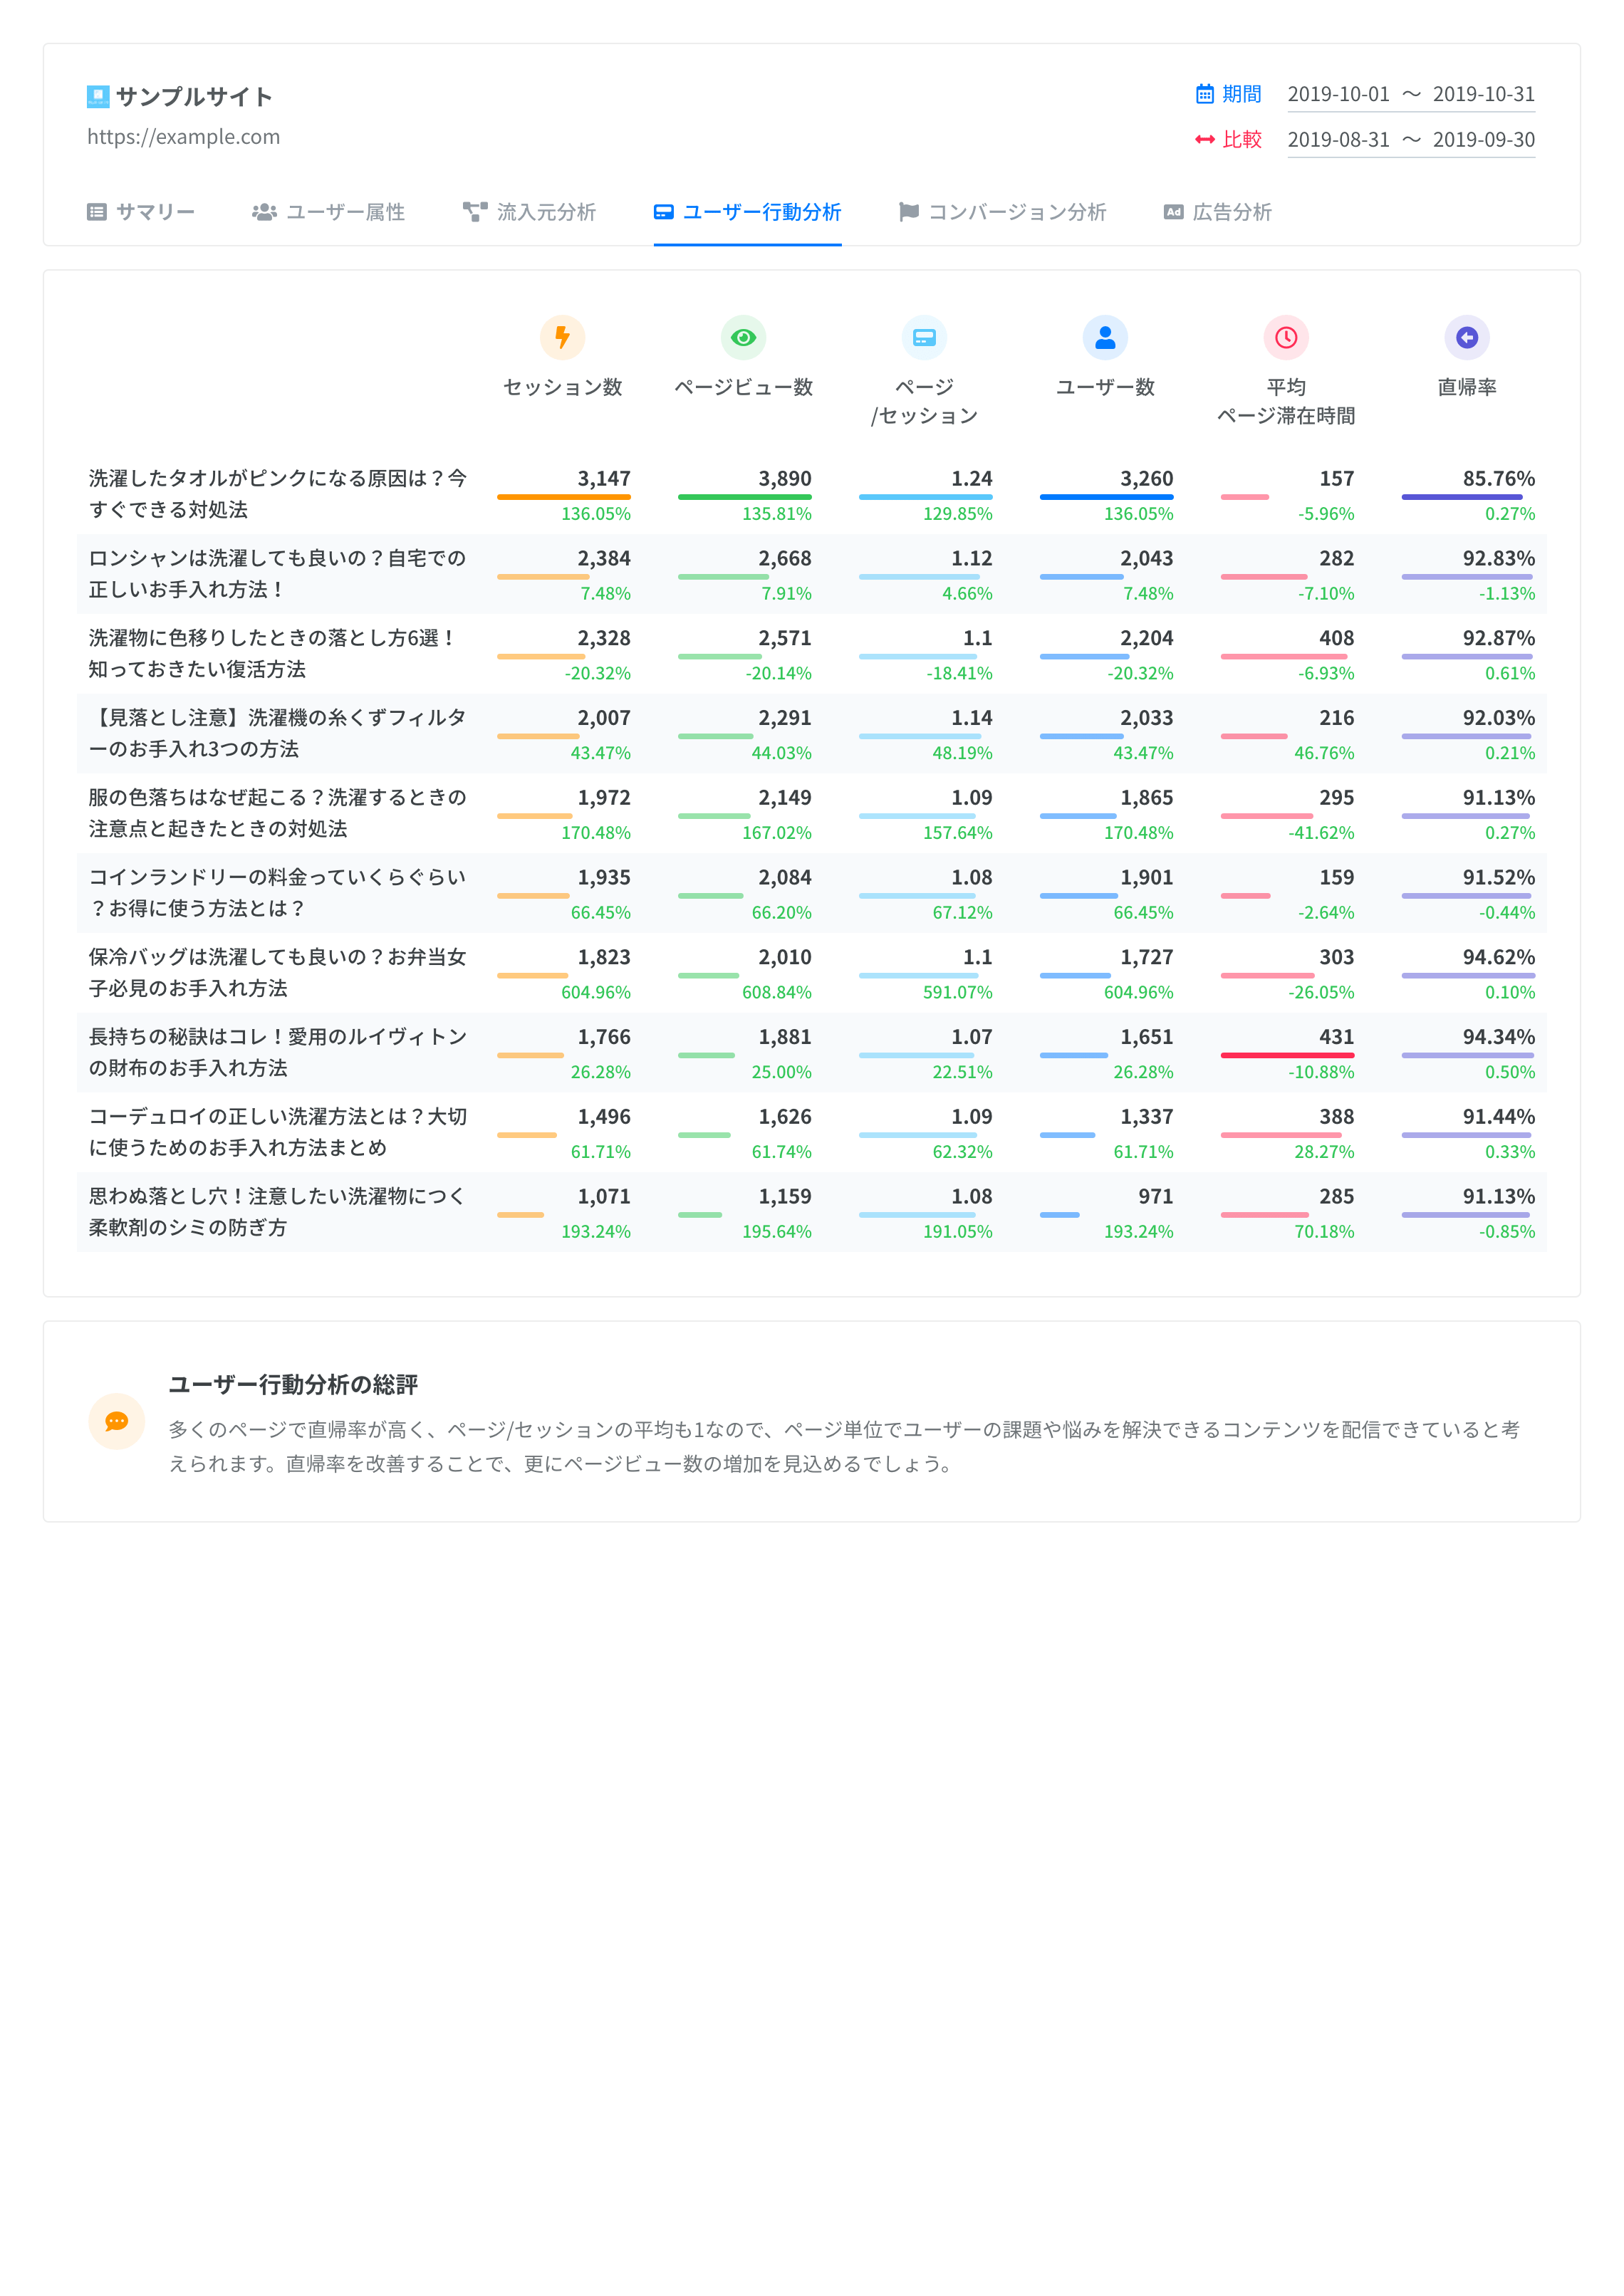 サンプルサイト
https://example.com
期間 2019-10-01 〜 2019-10-31
比較 2019-08-31 〜 2019-09-30
サマリー ユーザー属性 流入元分析 ユーザー行動分析 コンバージョン分析 広告分析
セッション数 ページビュー数 ページ ユーザー数 平均 直帰率
/セッション ページ滞在時間
洗濯したタオルがピンクになる原因は？今 3,147 3,890 1.24 3,260 157 85.76%
すぐできる対処法 136.05% 135.81% 129.85% 136.05% -5.96% 0.27%
ロンシャンは洗濯しても良いの？自宅での 2,384 2,668 1.12 2,043 282 92.83%
正しいお手入れ方法！ 7.48% 7.91% 4.66% 7.48% -7.10% -1.13%
洗濯物に色移りしたときの落とし方6選！ 2,328 2,571 1.1 2,204 408 92.87%
知っておきたい復活方法 -20.32% -20.14% -18.41% -20.32% -6.93% 0.61%
【見落とし注意】洗濯機の糸くずフィルタ 2,007 2,291 1.14 2,033 216 92.03%
ーのお手入れ3つの方法 43.47% 44.03% 48.19% 43.47% 46.76% 0.21%
服の色落ちはなぜ起こる？洗濯するときの 1,972 2,149 1.09 1,865 295 91.13%
注意点と起きたときの対処法 170.48% 167.02% 157.64% 170.48% -41.62% 0.27%
コインランドリーの料金っていくらぐらい 1,935 2,084 1.08 1,901 159 91.52%
？お得に使う方法とは？ 66.45% 66.20% 67.12% 66.45% -2.64% -0.44%
保冷バッグは洗濯しても良いの？お弁当女 1,823 2,010 1.1 1,727 303 94.62%
子必見のお手入れ方法 604.96% 608.84% 591.07% 604.96% -26.05% 0.10%
長持ちの秘訣はコレ！愛用のルイヴィトン 1,766 1,881 1.07 1,651 431 94.34%
の財布のお手入れ方法 26.28% 25.00% 22.51% 26.28% -10.88% 0.50%
コーデュロイの正しい洗濯方法とは？大切 1,496 1,626 1.09 1,337 388 91.44%
に使うためのお手入れ方法まとめ 61.71% 61.74% 62.32% 61.71% 28.27% 0.33%
思わぬ落とし穴！注意したい洗濯物につく 1,071 1,159 1.08 971 285 91.13%
柔軟剤のシミの防ぎ方 193.24% 195.64% 191.05% 193.24% 70.18% -0.85%
ユーザー行動分析の総評
多くのページで直帰率が高く、ページ/セッションの平均も1なので、ページ単位でユーザーの課題や悩みを解決できるコンテンツを配信できていると考
えられます。直帰率を改善することで、更にページビュー数の増加を見込めるでしょう。